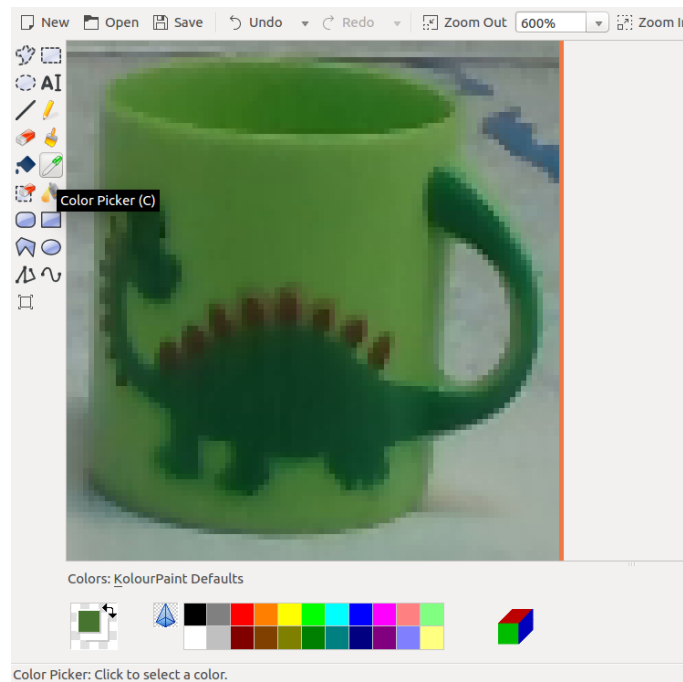 New Open Save Undo Redo Zoom Out 600% Zoom I
AI
Color Picker (C)
Colors: KolourPaint Defaults
Color Picker: Click to select a color.